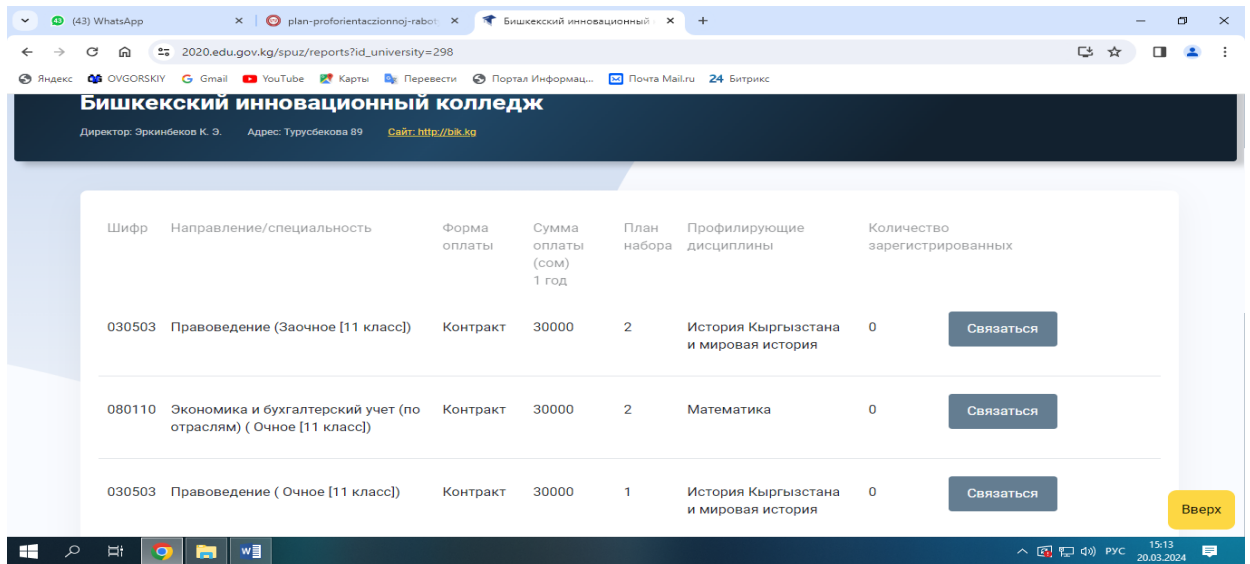 (43) WhatsApp
plan-proforientaczionnoj-rabot
Бишкекский инновационный
2020.edu.gov.kg/spuz/reports?id_university=298
Яндекс OVGORSKIY Gmail YouTube Карты Перевести Портал Информац... Почта Mail.ru 24 Битрикс
Бишкекский инновационный колледж
Директор: Эркинбеков К. Э. Адрес: Турусбекова 89 Сайт: http://bik.kg
Шифр Направление/специальность Форма оплаты Сумма оплаты (сом) 1 год План набора Профилирующие дисциплины Количество зарегистрированных
030503 Правоведение (Заочное [11 класс]) Контракт 30000 2 История Кыргызстана 0 Связаться
и мировая история
080110 Экономика и бухгалтерский учет (по Контракт 30000 2 Математика 0 Связаться
отраслям) ( Очное [11 класс])
030503 Правоведение ( Очное [11 класс]) Контракт 30000 1 История Кыргызстана 0 Связаться
и мировая история
Вверх
РУС 15:13
20.03.2024